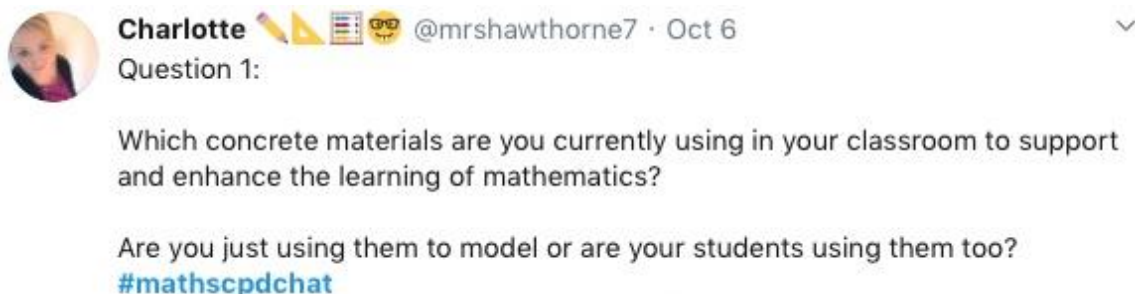 Charlotte ✏️📐🧮🤓 @mrshawthorne7 · Oct 6
Question 1:
Which concrete materials are you currently using in your classroom to support
and enhance the learning of mathematics?
Are you just using them to model or are your students using them too?
#mathscpdchat